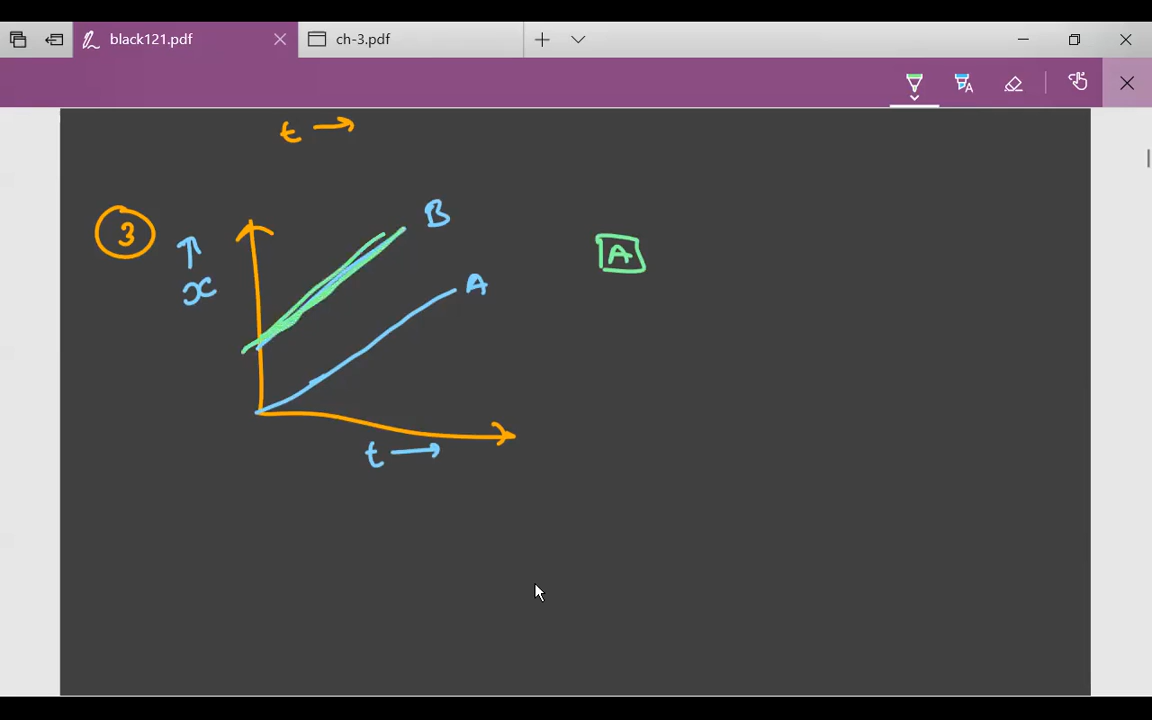 black121.pdf
ch-3.pdf
t →
3
↑
x
B
A
A
t →